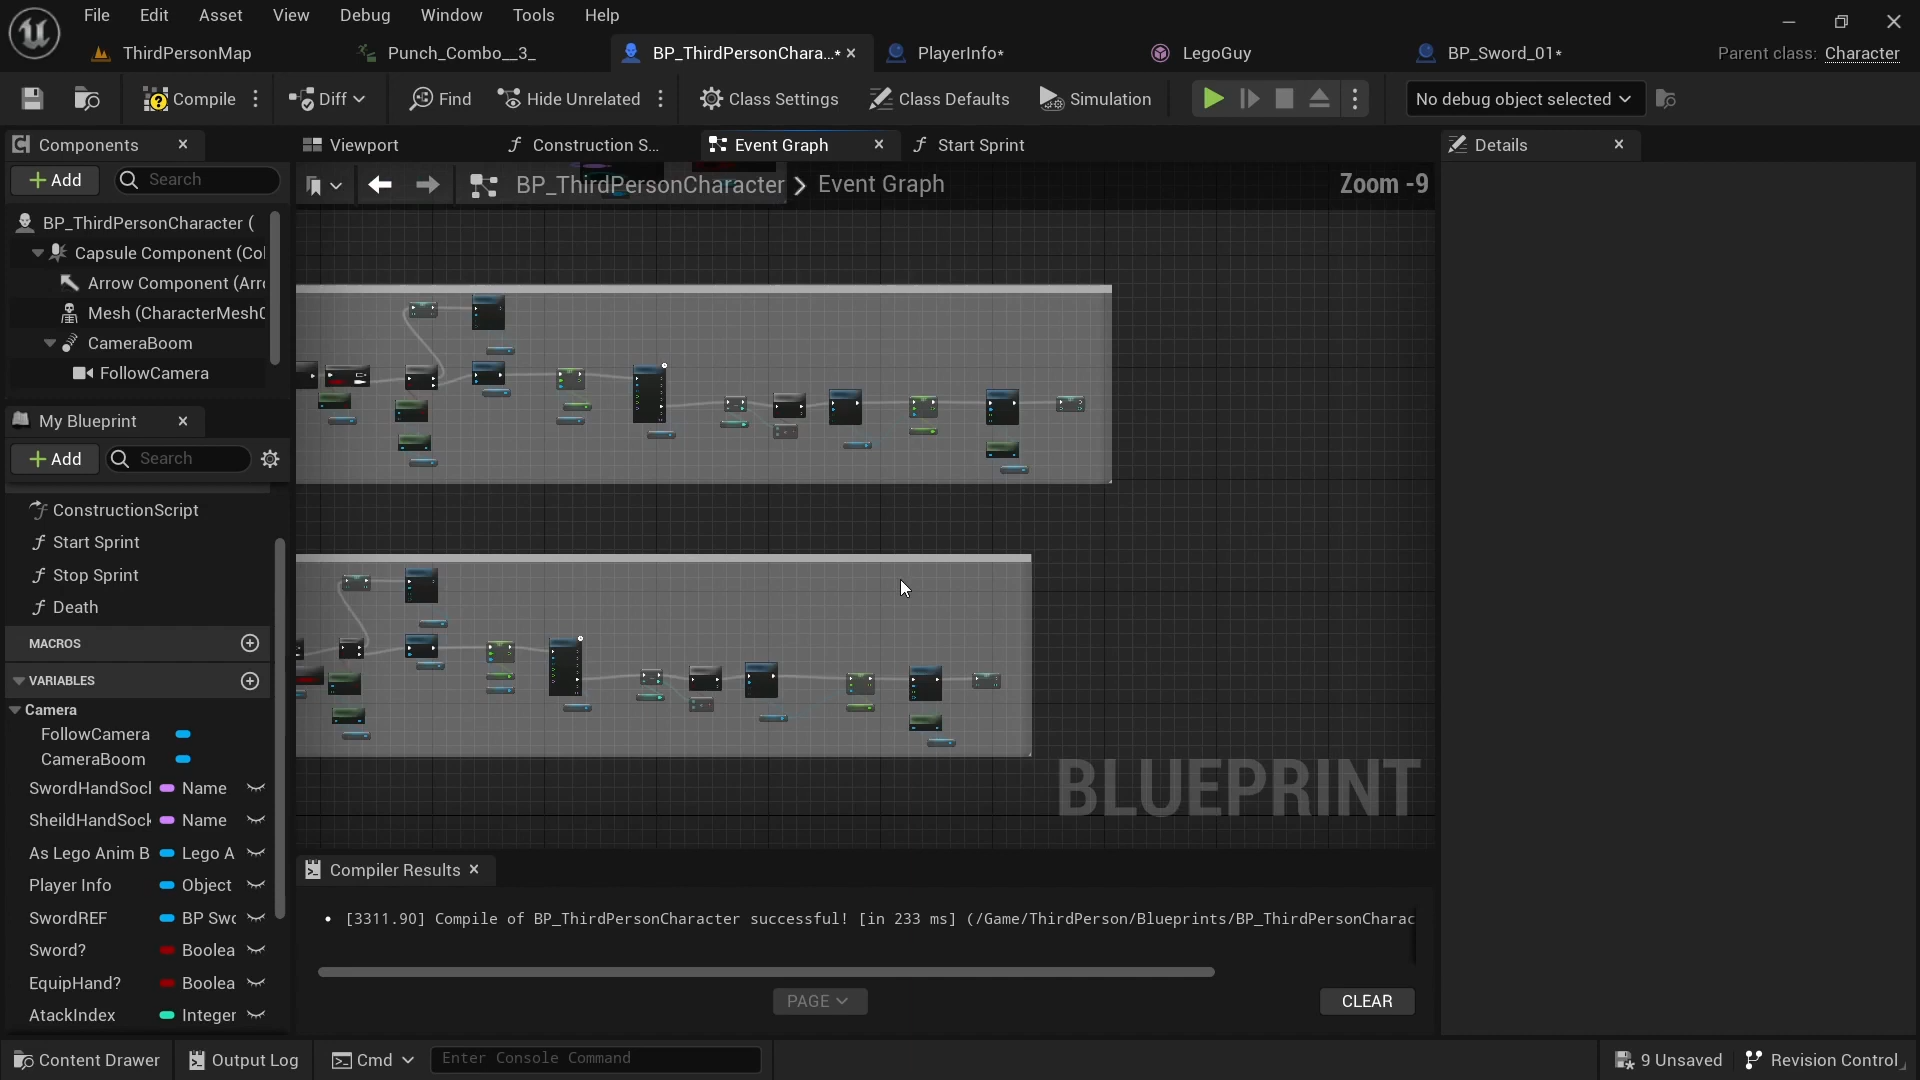 File Edit Asset View Debug Window Tools Help
ThirdPersonMap Punch_Combo__3_ BP_ThirdPersonChara...* PlayerInfo* LegoGuy BP_Sword_01* Parent class: Character
Compile Diff Find Hide Unrelated Class Settings Class Defaults Simulation No debug object selected
Components Viewport Construction S... Event Graph Start Sprint Details
Add Search BP_ThirdPersonCharacter > Event Graph Zoom -9
BP_ThirdPersonCharacter (
Capsule Component (Col
Arrow Component (Arr
Mesh (CharacterMesh
CameraBoom
FollowCamera
My Blueprint
Add Search
ConstructionScript
Start Sprint
Stop Sprint
Death
MACROS
VARIABLES
Camera
FollowCamera
CameraBoom
SwordHandSocl Name
SheildHandSock Name
As Lego Anim B Lego A
Player Info Object
SwordREF BP Swo
Sword? Boolea
EquipHand? Boolea
AtackIndex Integer
BLUEPRINT
Compiler Results
• [3311.90] Compile of BP_ThirdPersonCharacter successful! [in 233 ms] (/Game/ThirdPerson/Blueprints/BP_ThirdPersonCharac
PAGE CLEAR
Content Drawer Output Log Cmd Enter Console Command 9 Unsaved Revision Control